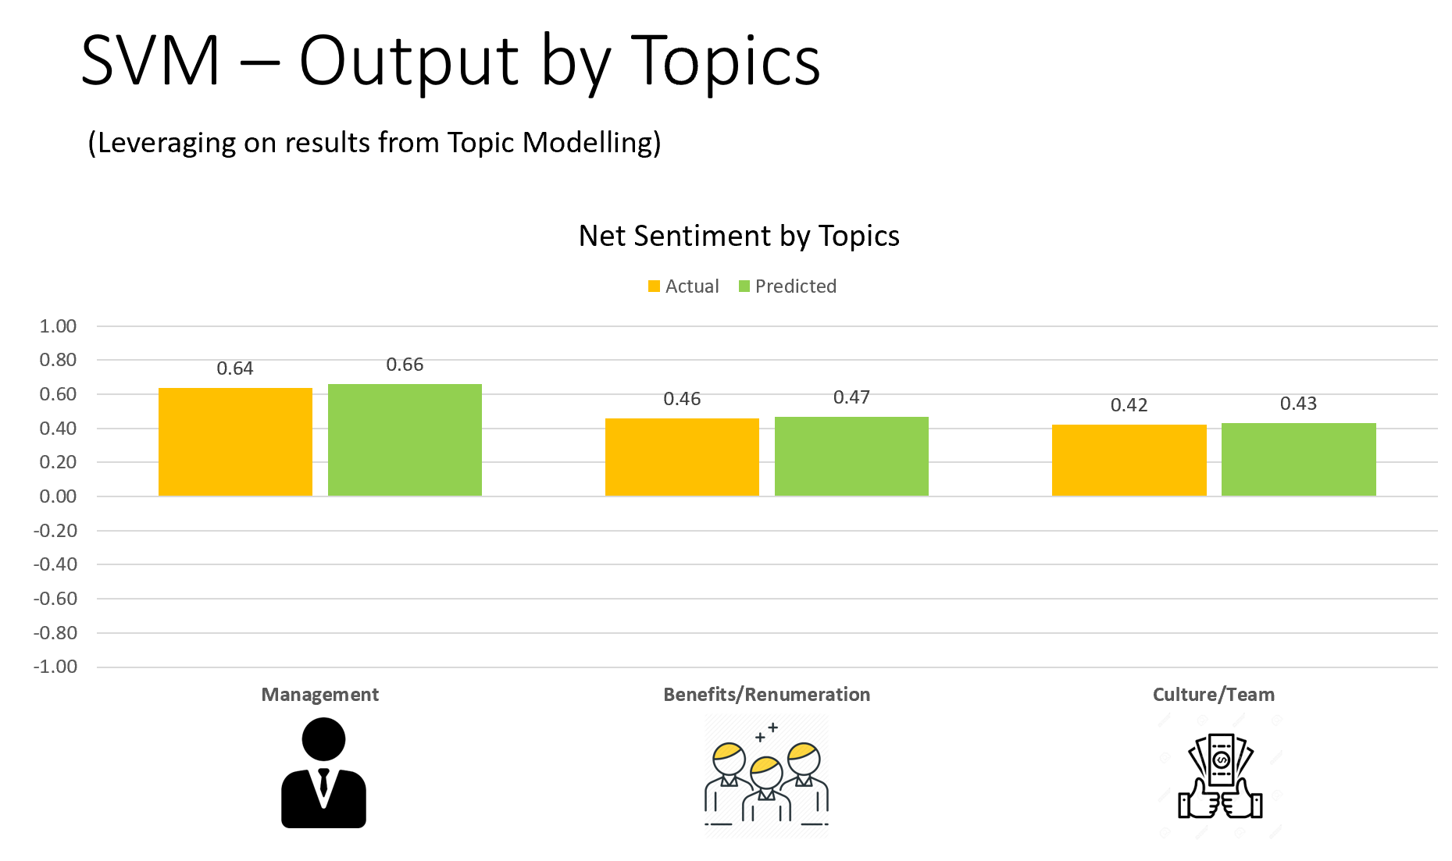 SVM – Output by Topics
(Leveraging on results from Topic Modelling)
Net Sentiment by Topics
Actual Predicted
1.00
0.80
0.60
0.40
0.20
0.00
-0.20
-0.40
-0.60
-0.80
-1.00
0.64 0.66 0.46 0.47 0.42 0.43
Management Benefits/Renumeration Culture/Team